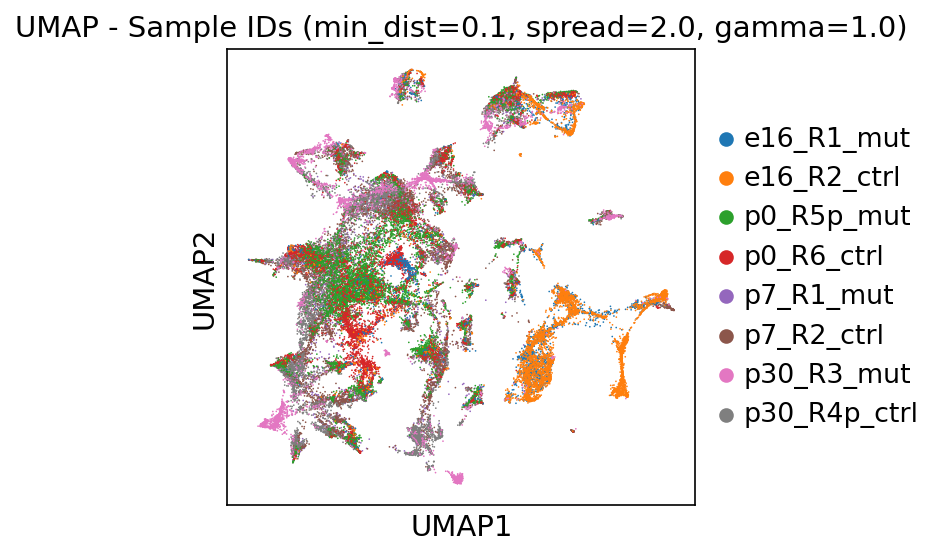 UMAP - Sample IDs (min_dist=0.1, spread=2.0, gamma=1.0)
UMAP2
e16_R1_mut
e16_R2_ctrl
p0_R5p_mut
p0_R6_ctrl
p7_R1_mut
p7_R2_ctrl
p30_R3_mut
p30_R4p_ctrl
UMAP1